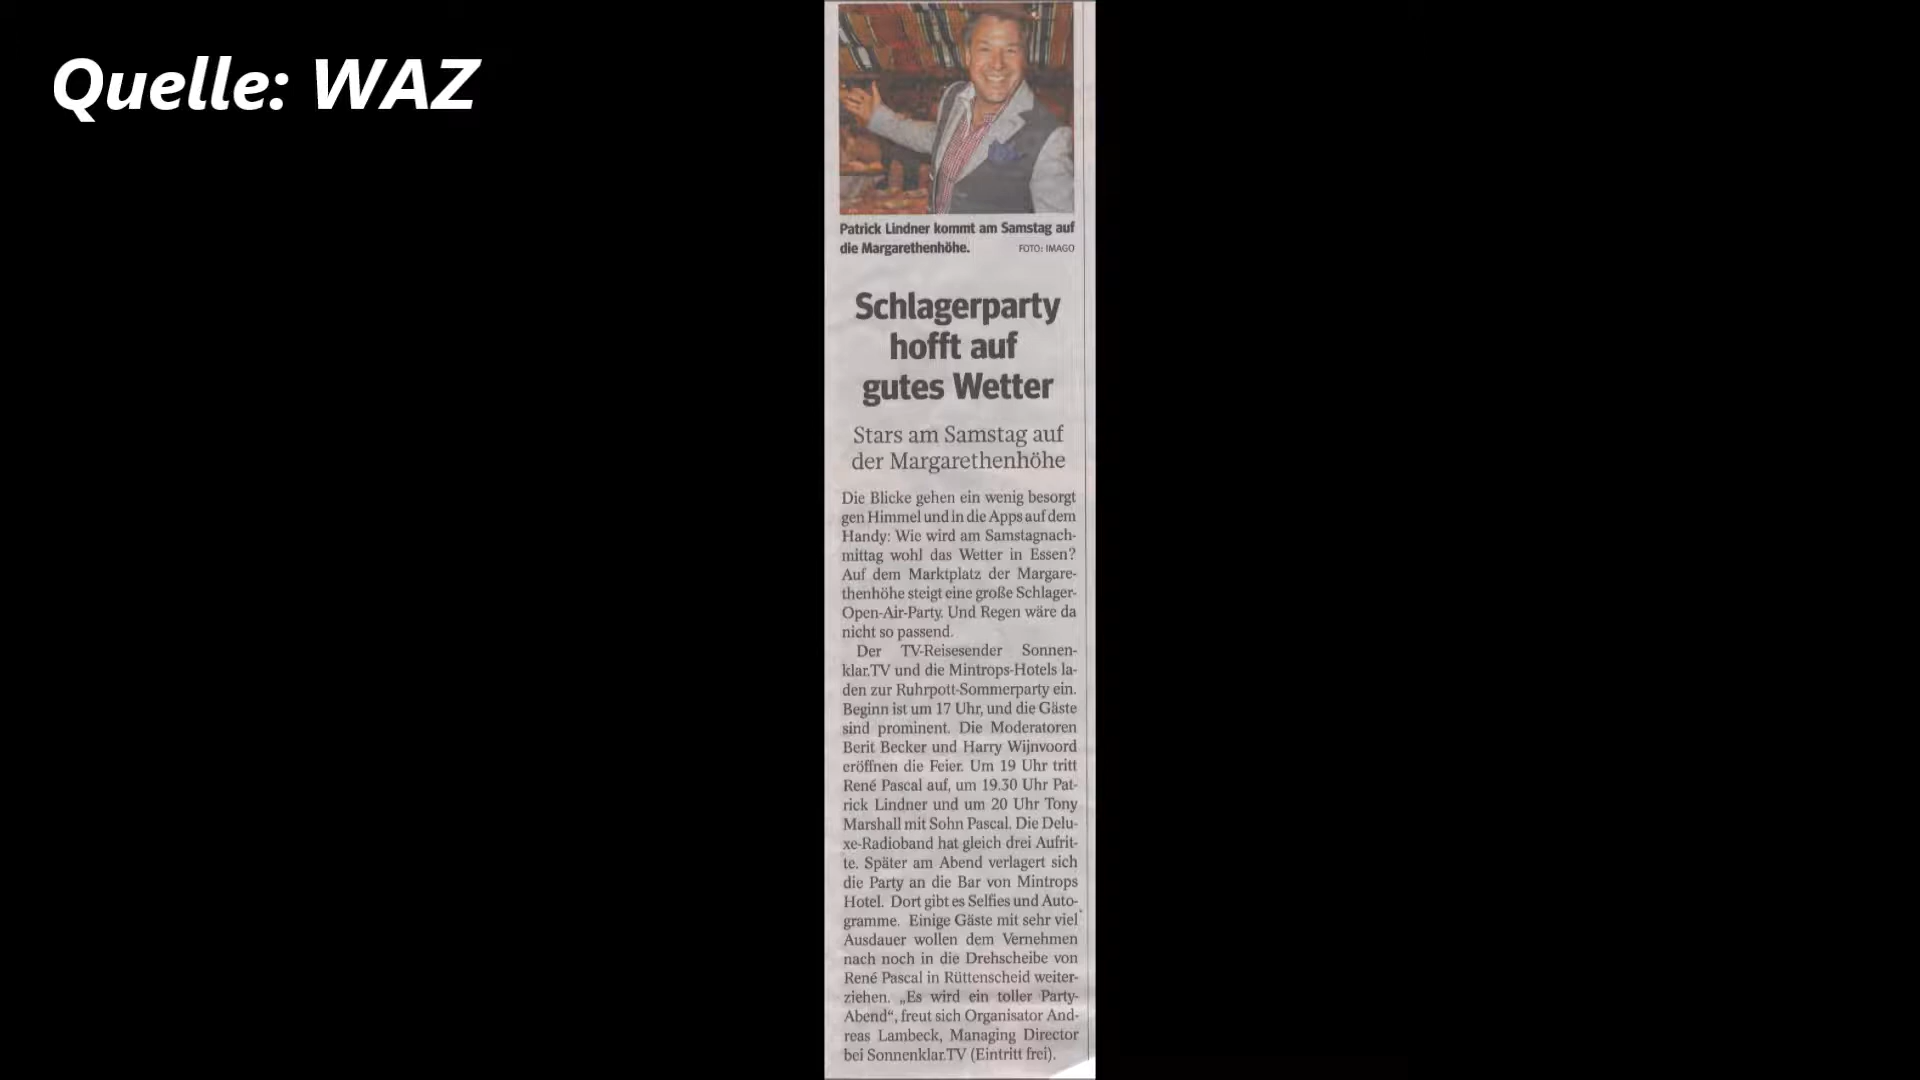 Quelle: WAZ
Patrick Lindner kommt am Samstag auf
die Margarethenhöhe. FOTO: IMAGO
Schlagerparty
hofft auf
gutes Wetter
Stars am Samstag auf
der Margarethenhöhe
Die Blicke gehen ein wenig besorgt
gen Himmel und in die Apps auf dem
Handy: Wie wird am Samstagnach-
mittag wohl das Wetter in Essen?
Auf dem Marktplatz der Margare-
thenhöhe steigt eine große Schlager-
Open-Air-Party. Und Regen wäre da
nicht so passend.
Der TV-Reisesender Sonnen-
klar.TV und die Mintrops-Hotels la-
den zur Ruhrpott-Sommerparty ein.
Beginn ist um 17 Uhr, und die Gäste
sind prominent. Die Moderatoren
Berit Becker und Harry Wijnvoord
eröffnen die Feier. Um 19 Uhr tritt
René Pascal auf, um 19.30 Uhr Pat-
rick Lindner und um 20 Uhr Tony
Marshall mit Sohn Pascal. Die Delu-
xe-Radioband hat gleich drei Aufrit-
te. Später am Abend verlagert sich
die Party an die Bar von Mintrops
Hotel. Dort gibt es Selfies und Auto-
gramme. Einige Gäste mit sehr viel
Ausdauer wollen dem Vernehmen
nach noch in die Drehscheibe von
René Pascal in Rüttenscheid weiter-
ziehen. „Es wird ein toller Party-
Abend“, freut sich Organisator And-
reas Lambeck, Managing Director
bei Sonnenklar.TV (Eintritt frei).